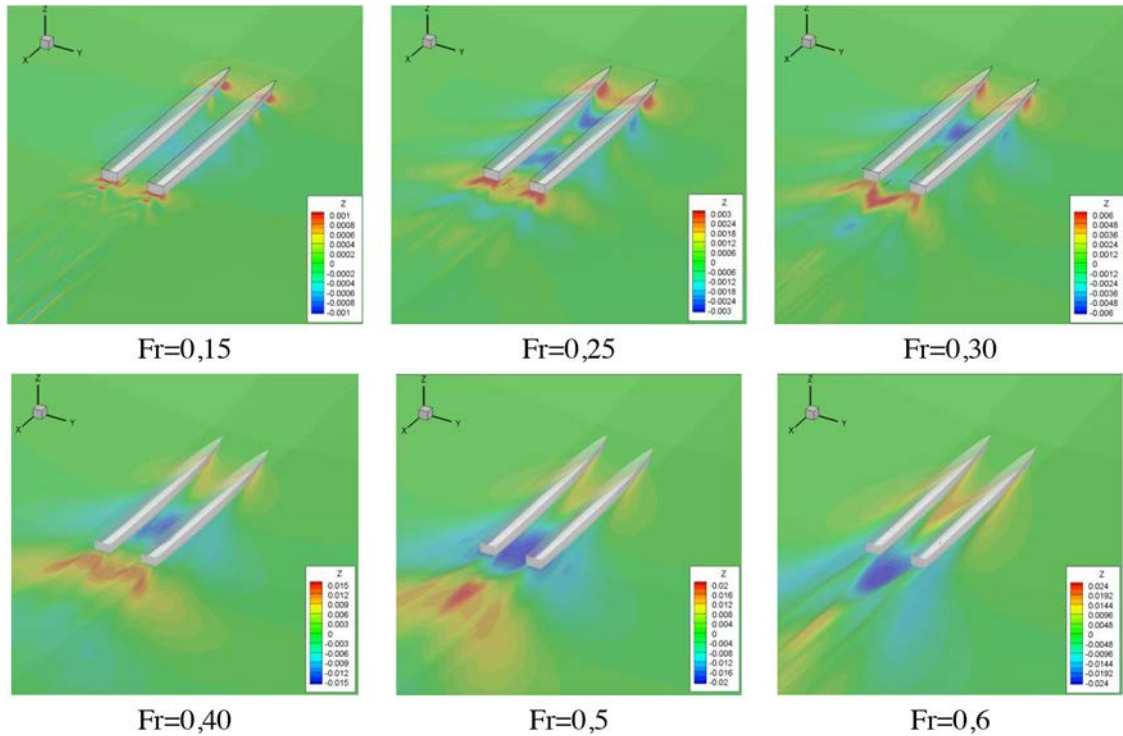 Z
Y
X
Z
0.001
0.0008
0.0006
0.0004
0.0002
0
-0.0002
-0.0004
-0.0006
-0.0008
-0.001
Fr=0,15
Z
Y
X
Z
0.003
0.0024
0.0018
0.0012
0.0006
0
-0.0006
-0.0012
-0.0018
-0.0024
-0.003
Fr=0,25
Z
Y
X
Z
0.006
0.0048
0.0036
0.0024
0.0012
0
-0.0012
-0.0024
-0.0036
-0.0048
-0.006
Fr=0,30
Z
Y
X
Z
0.015
0.012
0.009
0.006
0.003
0
-0.003
-0.006
-0.009
-0.012
-0.015
Fr=0,40
Z
Y
X
Z
0.02
0.016
0.012
0.008
0.004
0
-0.004
-0.008
-0.012
-0.016
-0.02
Fr=0,5
Z
Y
X
Z
0.024
0.0192
0.0144
0.0096
0.0048
0
-0.0048
-0.0096
-0.0144
-0.0192
-0.024
Fr=0,6